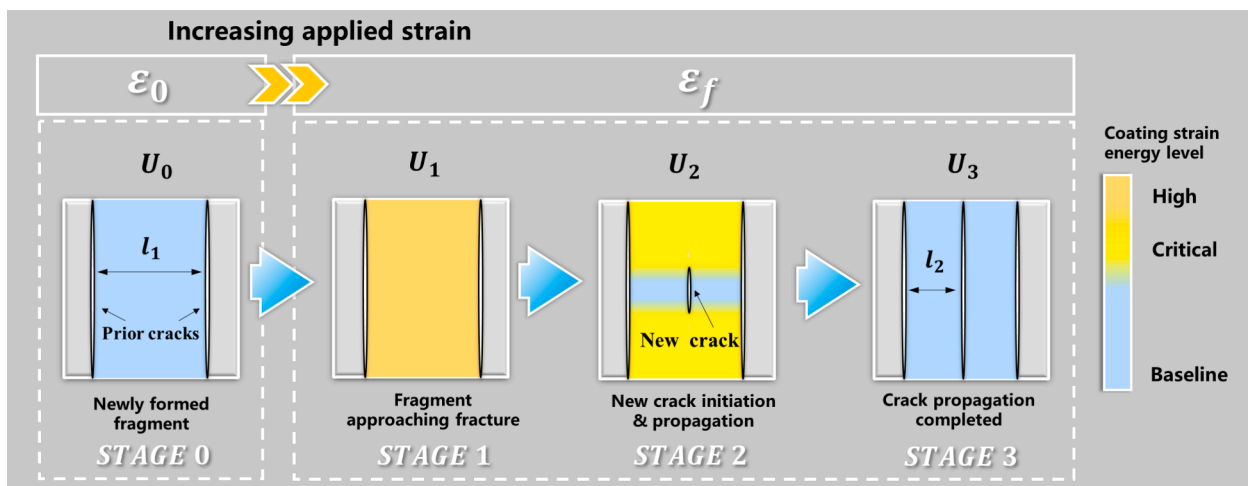 Increasing applied strain
ε0
εf
U0
U1
U2
U3
l1
Prior cracks
New crack
l2
Newly formed
fragment
Fragment
approaching fracture
New crack initiation
& propagation
Crack propagation
completed
STAGE 0
STAGE 1
STAGE 2
STAGE 3
Coating strain
energy level
High
Critical
Baseline